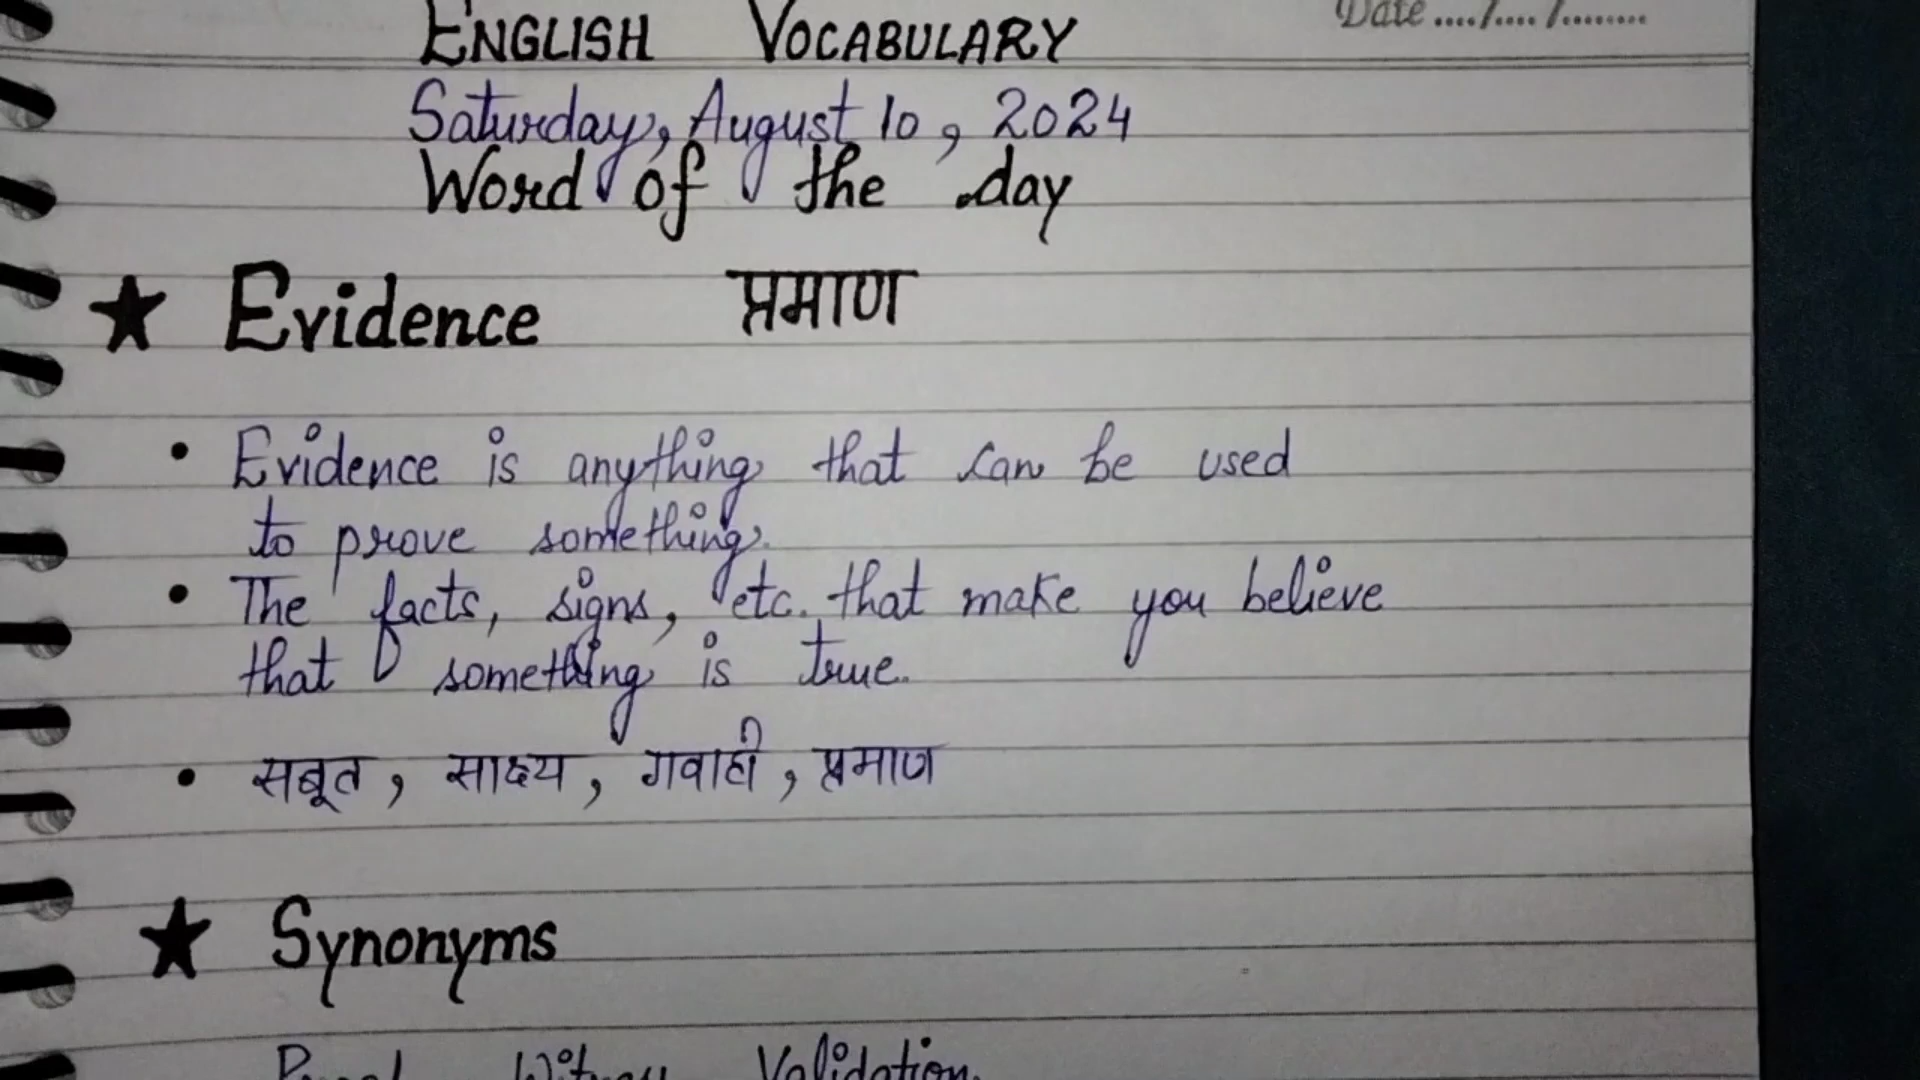 ENGLISH VOCABULARY
Date ..../..../........
Saturday, August 10, 2024
Word of the day
★ Evidence प्रमाण
• Evidence is anything that can be used
to prove something.
• The facts, signs, etc. that make you believe
that something is true.
• सबूत, साक्ष्य, गवाही, प्रमाण
★ Synonyms
Proof Witness Validation